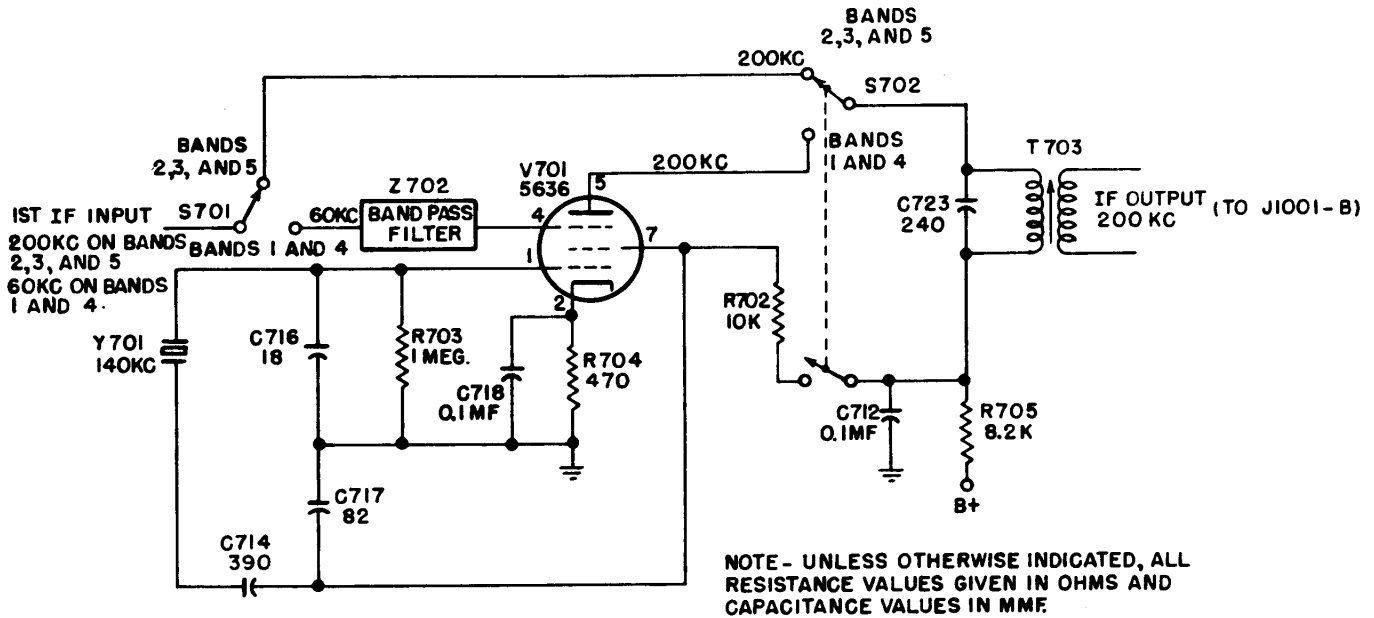 BANDS
2,3, AND 5
200KC
S702
BANDS
2,3, AND 5
BANDS
1 AND 4
T703
V701
5636
5
200KC
Z702
BAND PASS
FILTER
60KC
4
7
1
2
1ST IF INPUT
S701
200KC ON BANDS
2,3, AND 5
60KC ON BANDS
1 AND 4.
BANDS 1 AND 4
C723
240
IF OUTPUT
200 KC
(TO J1001-B)
R702
10K
Y701
140KC
C716
18
R703
1 MEG.
C718
0.1MF
R704
470
C712
0.1MF
R705
8.2K
B+
C717
82
C714
390
NOTE- UNLESS OTHERWISE INDICATED, ALL
RESISTANCE VALUES GIVEN IN OHMS AND
CAPACITANCE VALUES IN MMF.